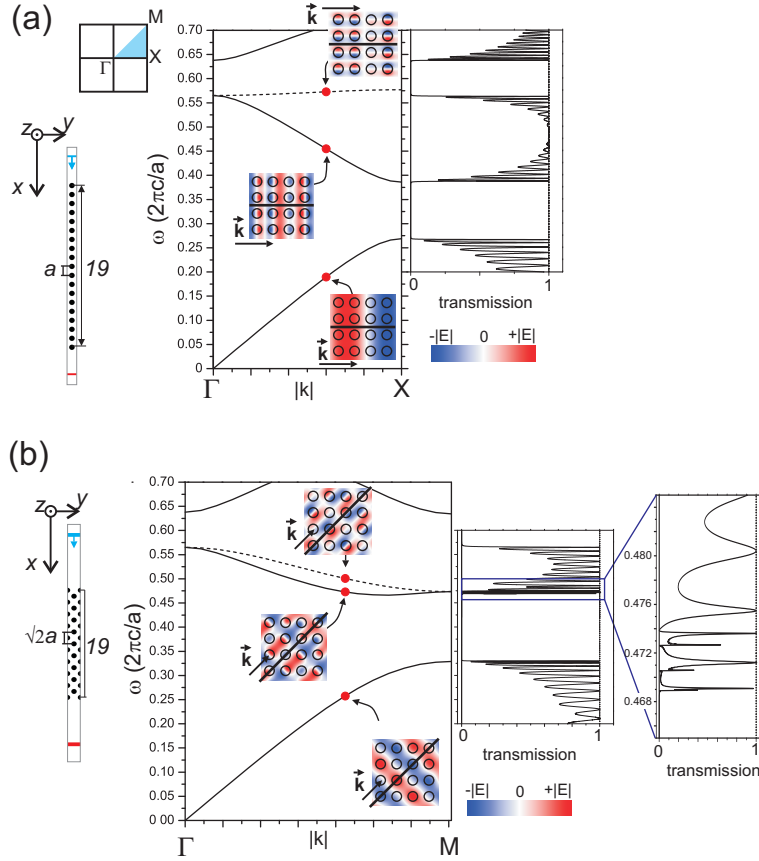 (a)
M
X
Γ
z
y
x
a
19
ω (2πc/a)
0.70
0.65
0.60
0.55
0.50
0.45
0.40
0.35
0.30
0.25
0.20
0.15
0.10
0.05
0
k
k
k
Γ
|k|
X
0
1
transmission
-|E| 0 +|E|
(b)
z
y
x
√2a
19
ω (2πc/a)
0.70
0.65
0.60
0.55
0.50
0.45
0.40
0.35
0.30
0.25
0.20
0.15
0.10
0.05
0.00
k
k
k
Γ
|k|
M
0
1
transmission
-|E| 0 +|E|
0.480
0.476
0.472
0.468
0
1
transmission